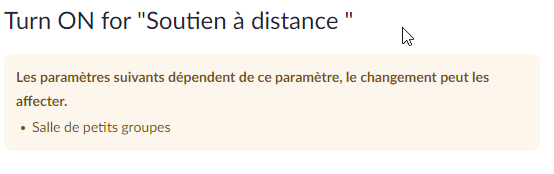 Turn ON for "Soutien à distance "
Les paramètres suivants dépendent de ce paramètre, le changement peut les
affecter.
• Salle de petits groupes